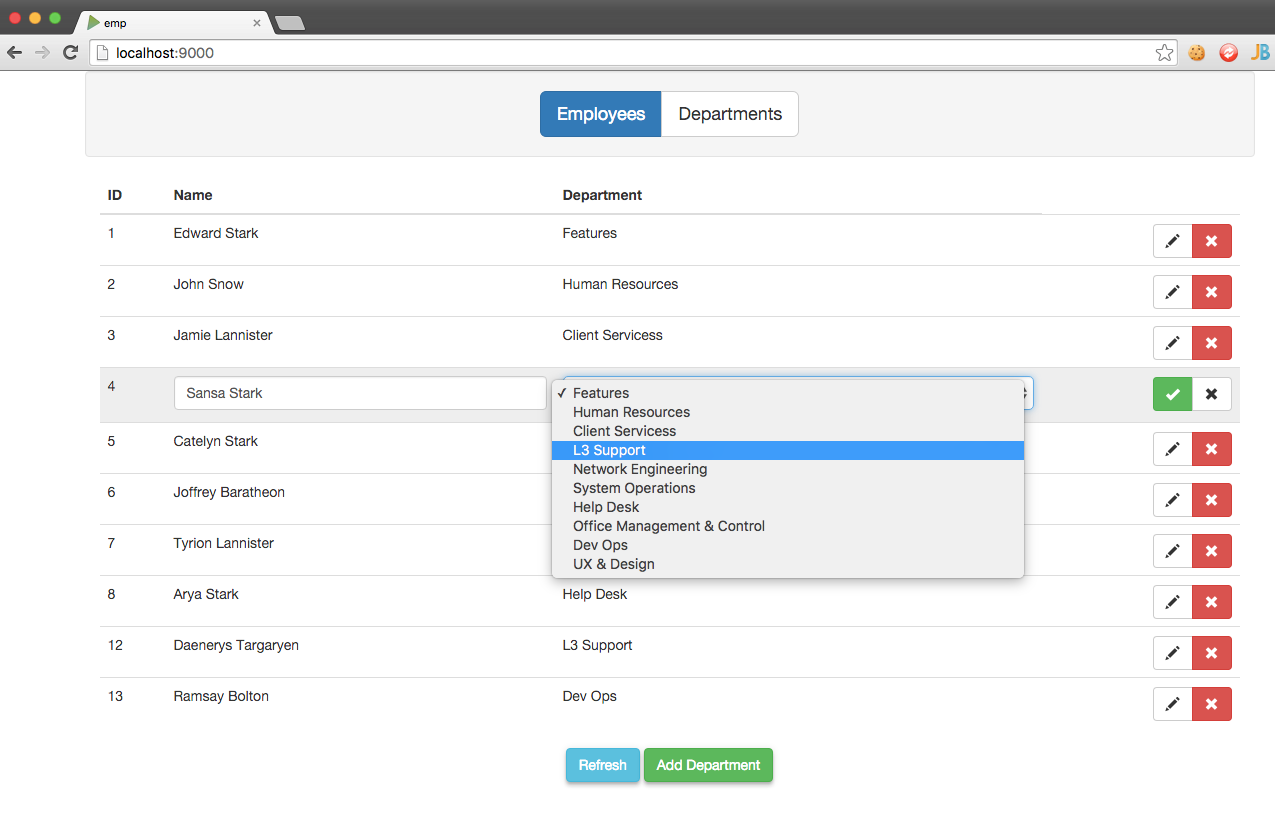 emp
localhost:9000
JB
Employees Departments
ID Name Department
1 Edward Stark Features
2 John Snow Human Resources
3 Jamie Lannister Client Servicess
4 Sansa Stark
Features
Human Resources
Client Servicess
L3 Support
Network Engineering
System Operations
Help Desk
Office Management & Control
Dev Ops
UX & Design
5 Catelyn Stark
6 Joffrey Baratheon
7 Tyrion Lannister
8 Arya Stark Help Desk
12 Daenerys Targaryen L3 Support
13 Ramsay Bolton Dev Ops
Refresh Add Department